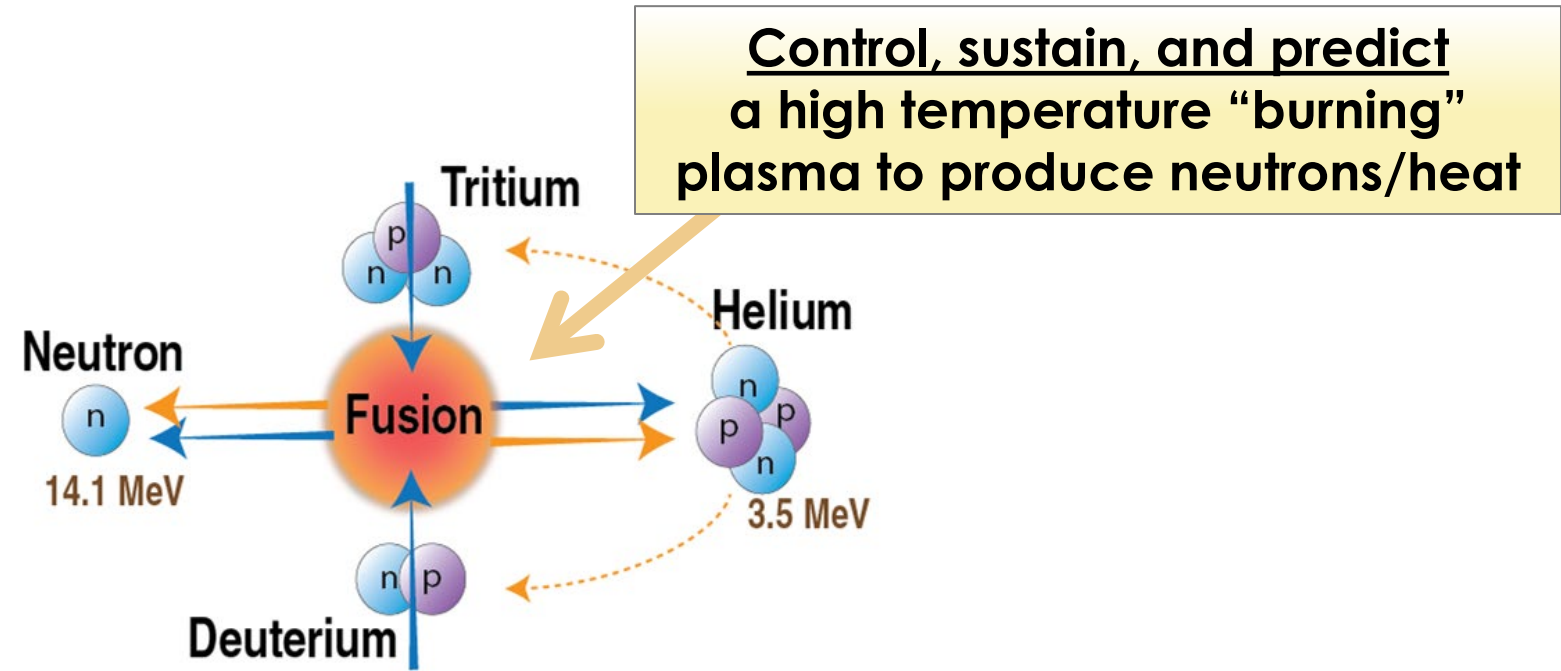 Control, sustain, and predict
a high temperature “burning”
plasma to produce neutrons/heat
Tritium
p
n n
Helium
n
p p
n
3.5 MeV
Neutron
n
14.1 MeV
Fusion
n p
Deuterium